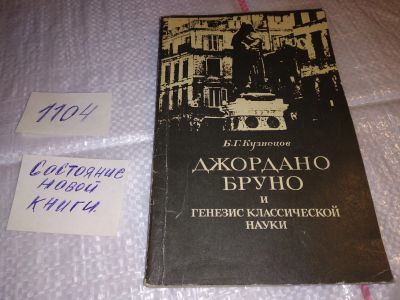 1104
Состояние
новой
книги.
Б. Г. Кузнецов
ДЖОРДАНО
БРУНО
И
ГЕНЕЗИС КЛАССИЧЕСКОЙ
НАУКИ